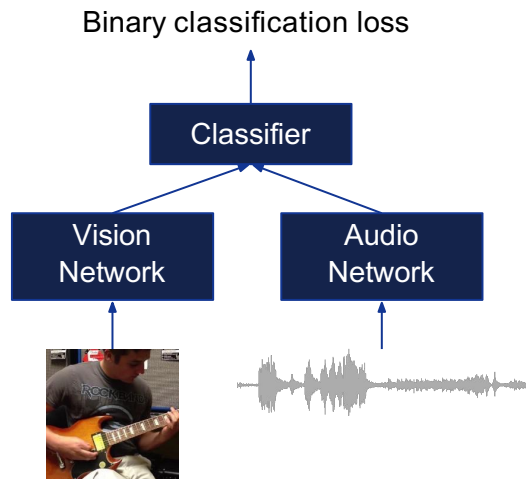 Binary classification loss
Classifier
Vision
Network
Audio
Network